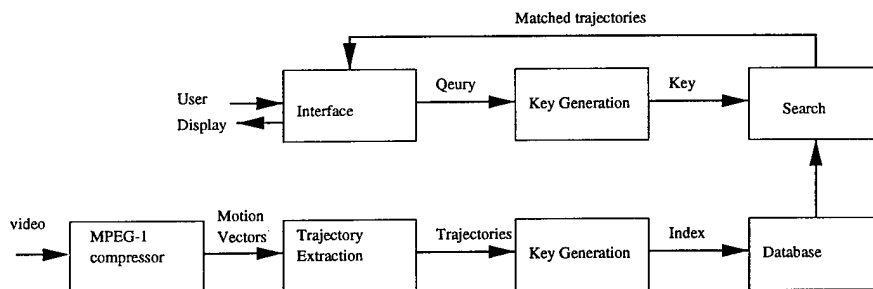 Matched trajectories
User
Display
Interface
Qeury
Key Generation
Key
Search
video
MPEG-1
compressor
Motion
Vectors
Trajectory
Extraction
Trajectories
Key Generation
Index
Database